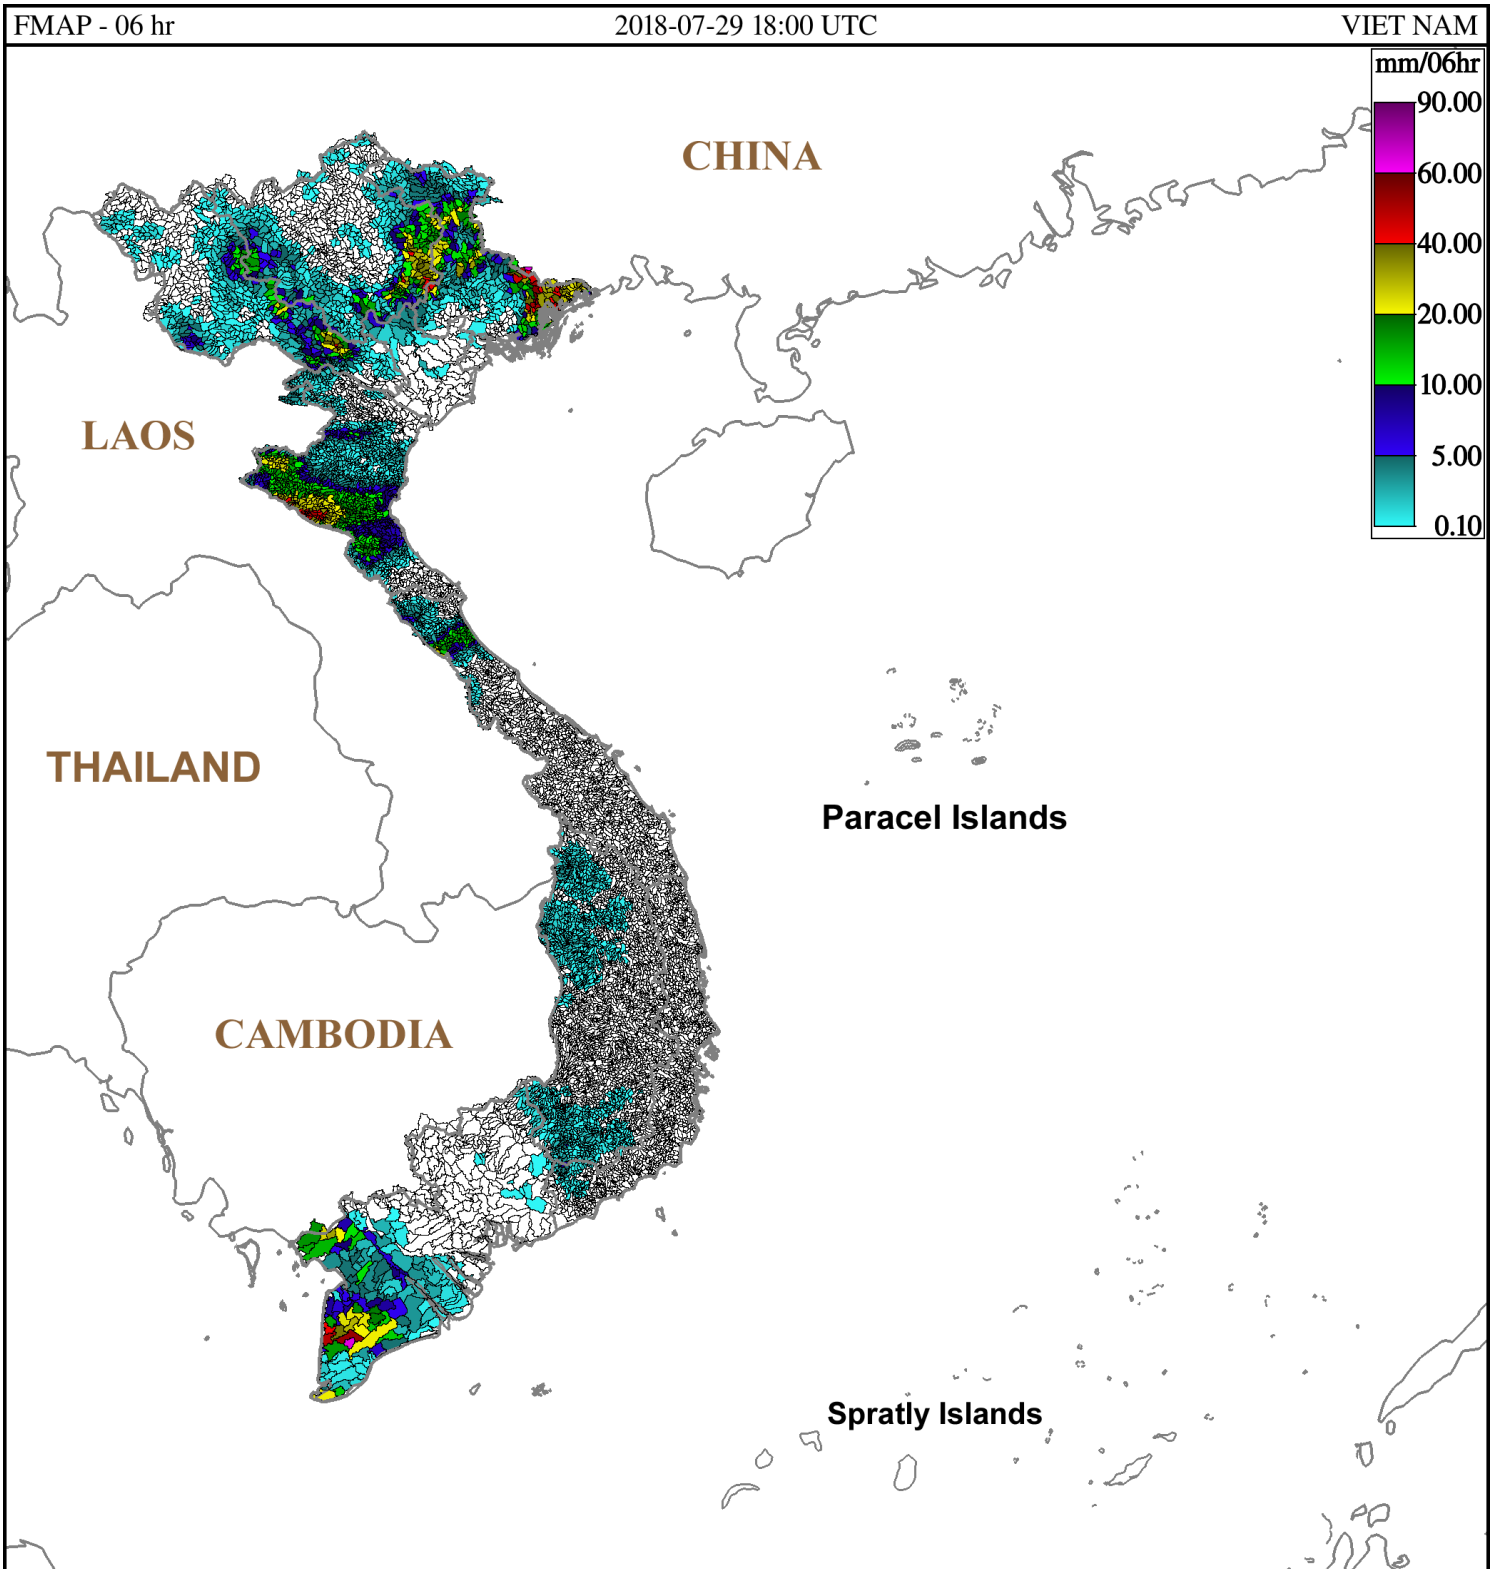 FMAP - 06 hr 2018-07-29 18:00 UTC VIET NAM
mm/06hr
90.00
60.00
40.00
20.00
10.00
5.00
0.10
CHINA
LAOS
THAILAND
Paracel Islands
CAMBODIA
Spratly Islands